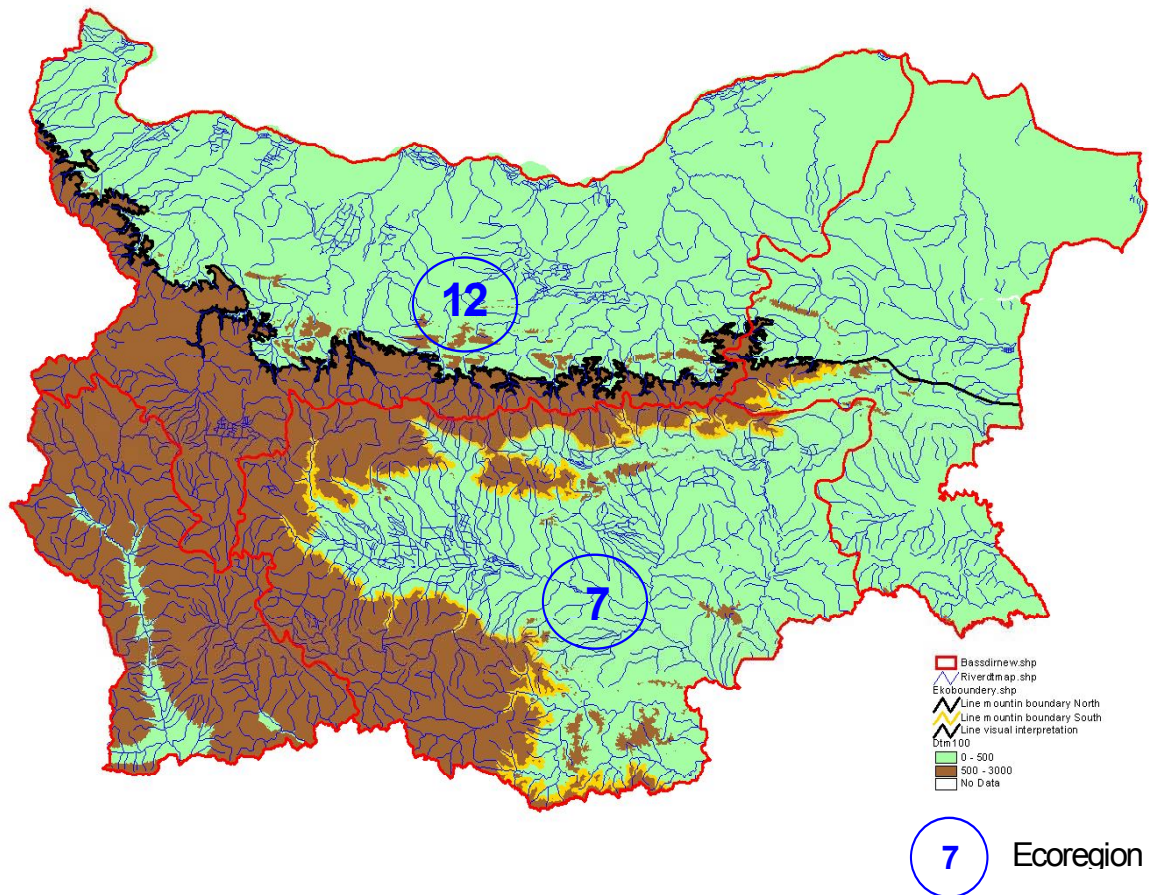 12
7
Bassdirnew.shp
Riverdtmap.shp
Ekoboundery.shp
Line mountin boundary North
Line mountin boundary South
Line visual interpretation
Dtm100
0 - 500
500 - 3000
No Data
7 Ecoregion